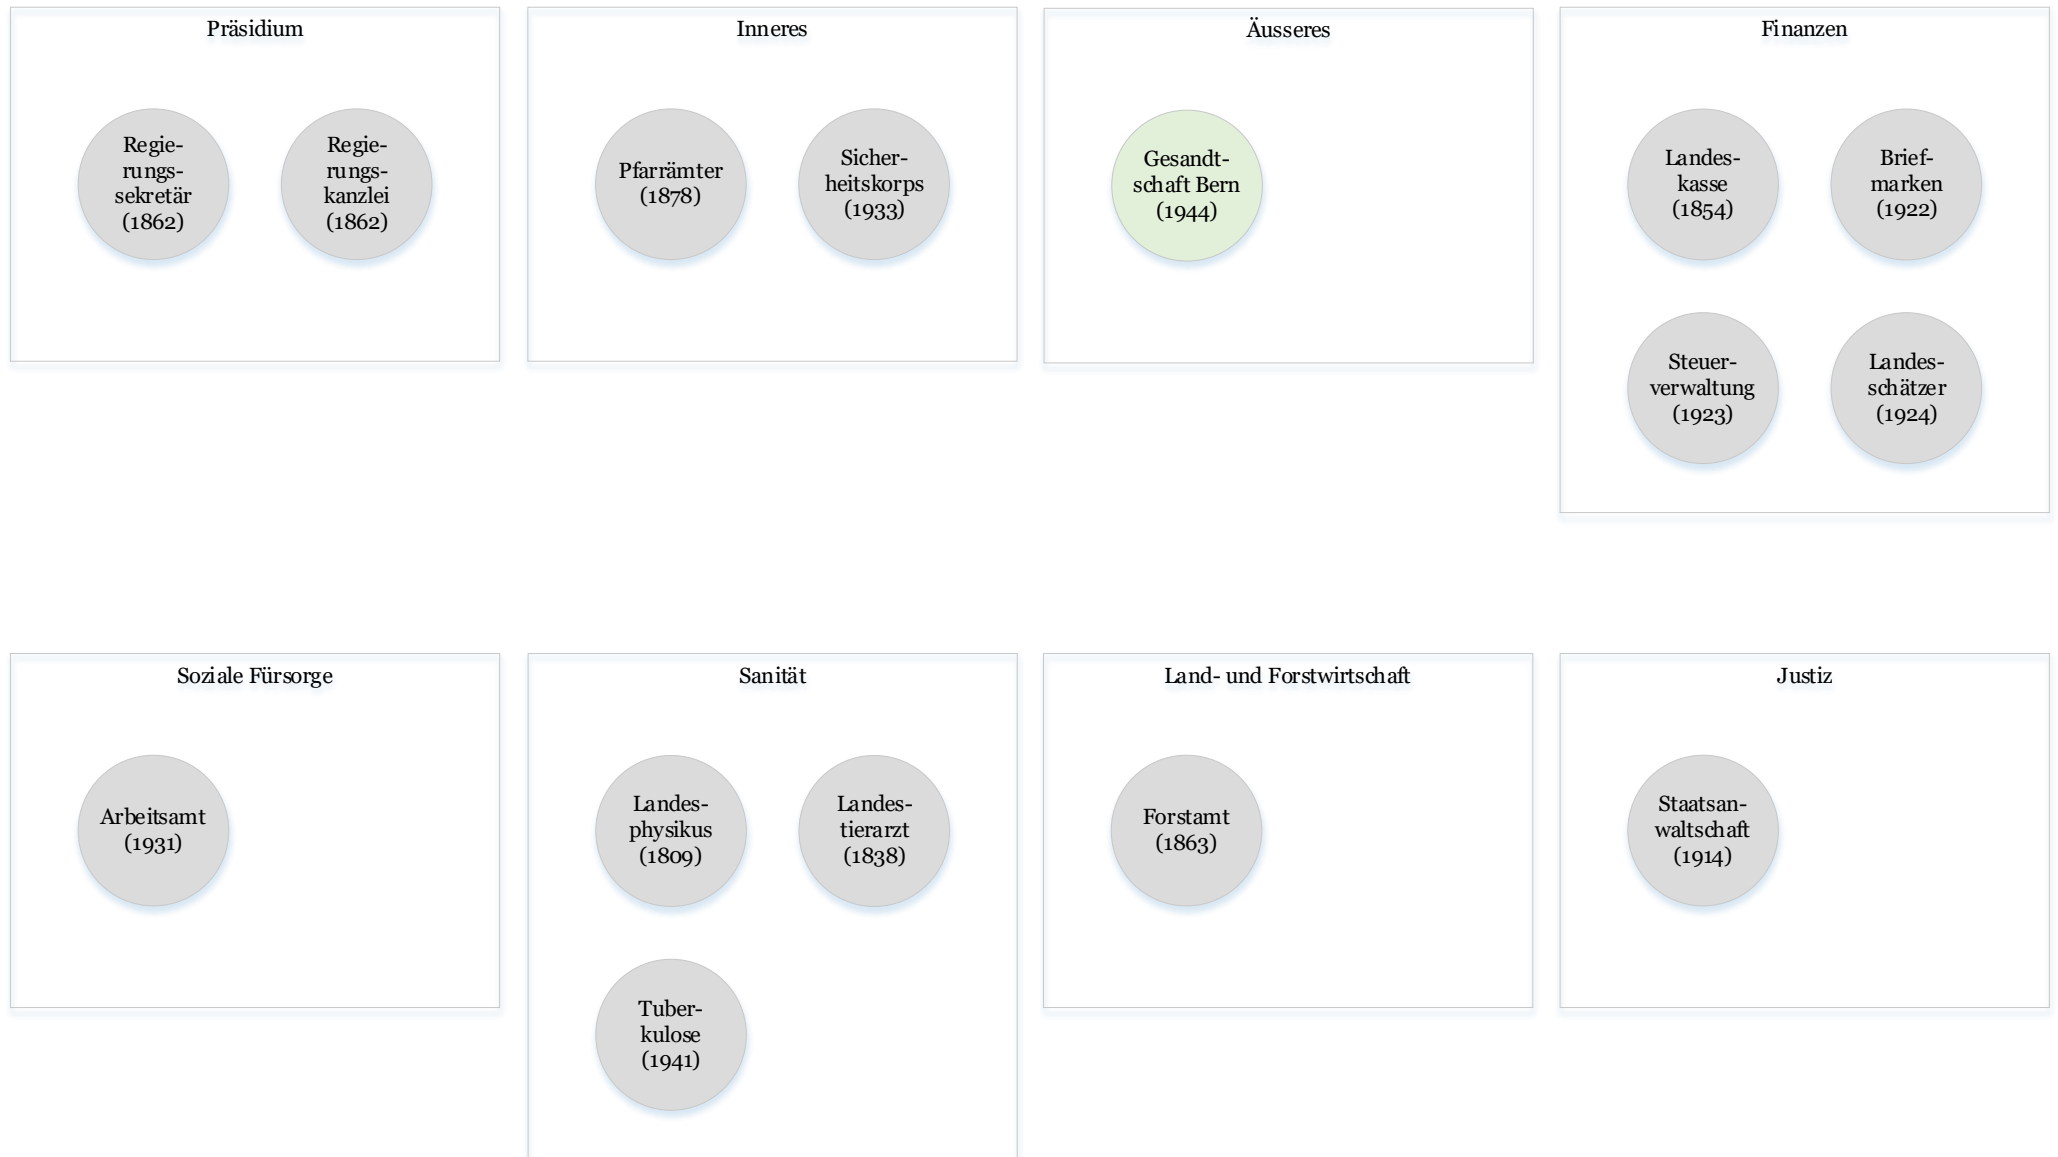 Präsidium
Regie-
rungs-
sekretär
(1862)
Regie-
rungs-
kanzlei
(1862)
Inneres
Pfarrämter
(1878)
Sicher-
heitskorps
(1933)
Äusseres
Gesandt-
schaft Bern
(1944)
Finanzen
Landes-
kasse
(1854)
Brief-
marken
(1922)
Steuer-
verwaltung
(1923)
Landes-
schätzer
(1924)
Soziale Fürsorge
Arbeitsamt
(1931)
Sanität
Landes-
physikus
(1809)
Landes-
tierarzt
(1838)
Tuber-
kulose
(1941)
Land- und Forstwirtschaft
Forstamt
(1863)
Justiz
Staatsan-
waltschaft
(1914)